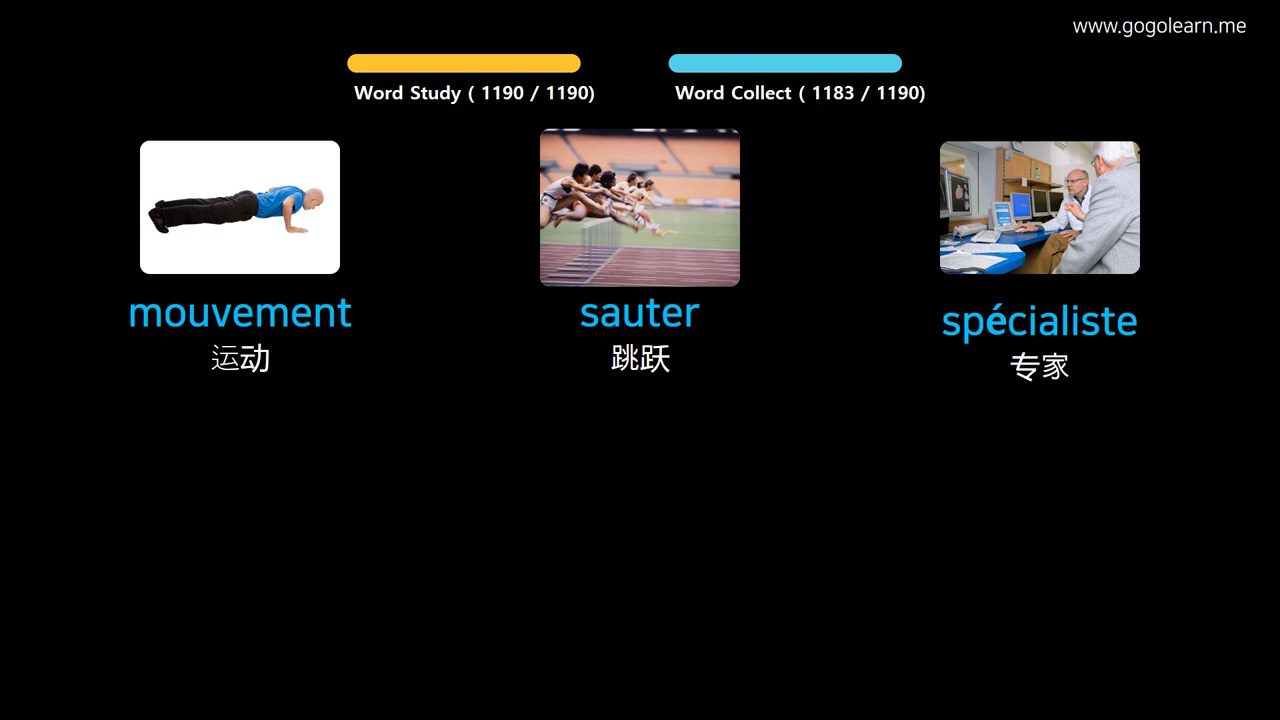 www.gogolearn.me
Word Study ( 1190 / 1190)
Word Collect ( 1183 / 1190)
mouvement
运动
sauter
跳跃
spécialiste
专家